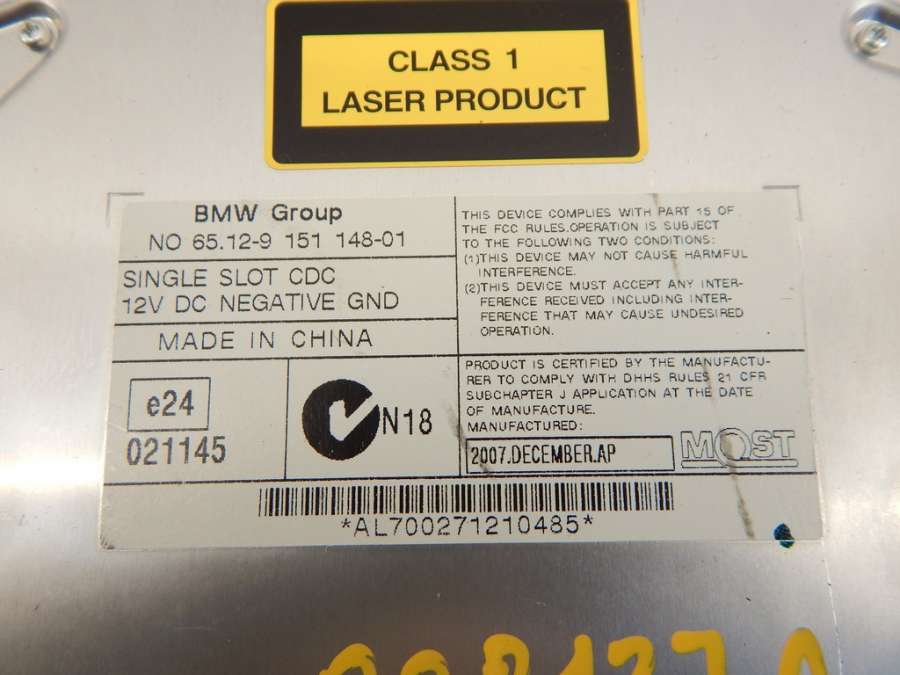 CLASS 1
LASER PRODUCT
BMW Group
NO 65.12-9 151 148-01
SINGLE SLOT CDC
12V DC NEGATIVE GND
MADE IN CHINA
e24
021145
N18
THIS DEVICE COMPLIES WITH PART 15 OF
THE FCC RULES.OPERATION IS SUBJECT
TO THE FOLLOWING TWO CONDITIONS:
(1)THIS DEVICE MAY NOT CAUSE HARMFUL
INTERFERENCE.
(2)THIS DEVICE MUST ACCEPT ANY INTER-
FERENCE RECEIVED INCLUDING INTER-
FERENCE THAT MAY CAUSE UNDESIRED
OPERATION.
PRODUCT IS CERTIFIED BY THE MANUFACTU-
RER TO COMPLY WITH DHHS RULES 21 CFR
SUBCHAPTER J APPLICATION AT THE DATE
OF MANUFACTURE.
MANUFACTURED:
2007.DECEMBER.AP
MOST
*AL700271210485*